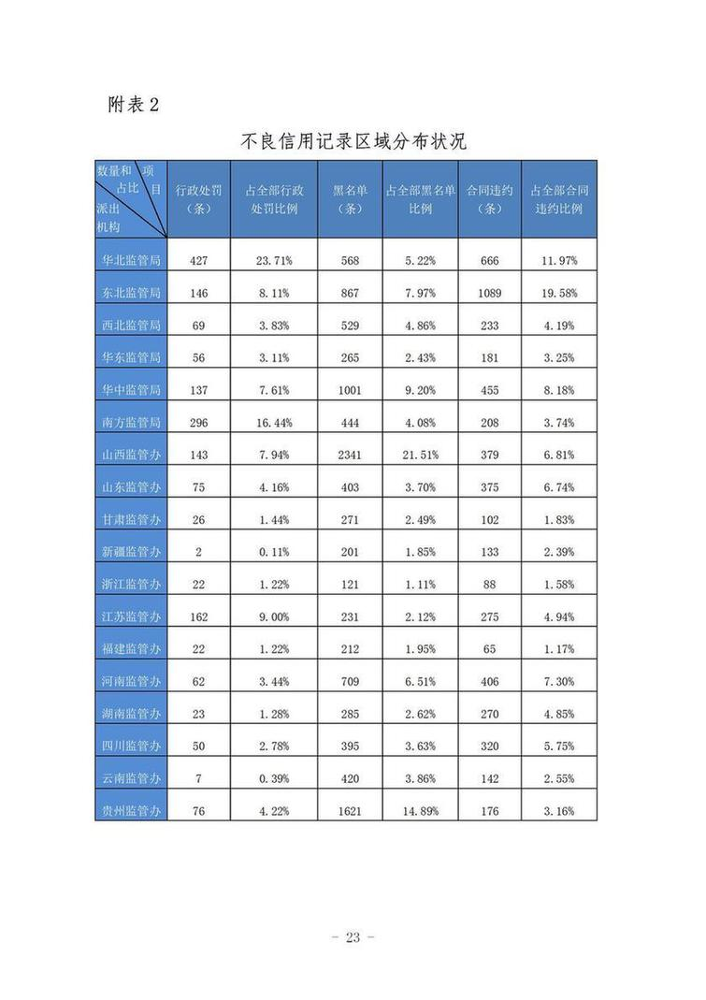 附表 2
不良信用记录区域分布状况
数量和 项
占比 目
派出
机构
行政处罚
（条）
占全部行政
处罚比例
黑名单
（条）
占全部黑名单
比例
合同违约
（条）
占全部合同
违约比例
华北监管局 427 23.71% 568 5.22% 666 11.97%
东北监管局 146 8.11% 867 7.97% 1089 19.58%
西北监管局 69 3.83% 529 4.86% 233 4.19%
华东监管局 56 3.11% 265 2.43% 181 3.25%
华中监管局 137 7.61% 1001 9.20% 455 8.18%
南方监管局 296 16.44% 444 4.08% 208 3.74%
山西监管办 143 7.94% 2341 21.51% 379 6.81%
山东监管办 75 4.16% 403 3.70% 375 6.74%
甘肃监管办 26 1.44% 271 2.49% 102 1.83%
新疆监管办 2 0.11% 201 1.85% 133 2.39%
浙江监管办 22 1.22% 121 1.11% 88 1.58%
江苏监管办 162 9.00% 231 2.12% 275 4.94%
福建监管办 22 1.22% 212 1.95% 65 1.17%
河南监管办 62 3.44% 709 6.51% 406 7.30%
湖南监管办 23 1.28% 285 2.62% 270 4.85%
四川监管办 50 2.78% 395 3.63% 320 5.75%
云南监管办 7 0.39% 420 3.86% 142 2.55%
贵州监管办 76 4.22% 1621 14.89% 176 3.16%
- 23 -